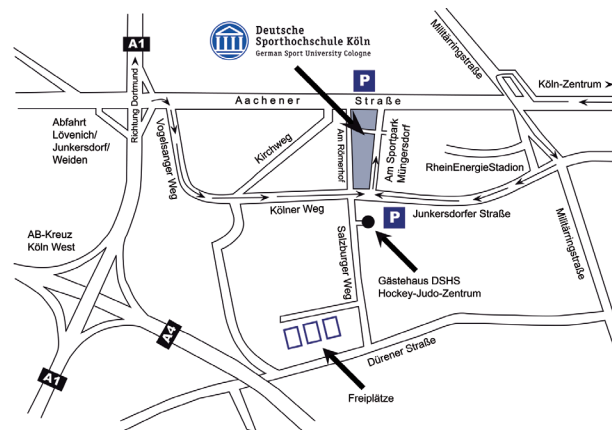 Deutsche
Sporthochschule Köln
German Sport University Cologne
A1
Militärringstraße
P
Köln-Zentrum
Aachener Straße
Richtung Dortmund
Abfahrt
Lövenich/
Junkersdorf/
Weiden
Vogelsanger Weg
Kirchweg
Am Römerhof
Am Sportpark
Müngersdorf
RheinEnergieStadion
Kölner Weg
P
Junkersdorfer Straße
Militärringstraße
AB-Kreuz
Köln West
Salzburger Weg
Gästehaus DSHS
Hockey-Judo-Zentrum
A4
A1
Dürener Straße
Freiplätze